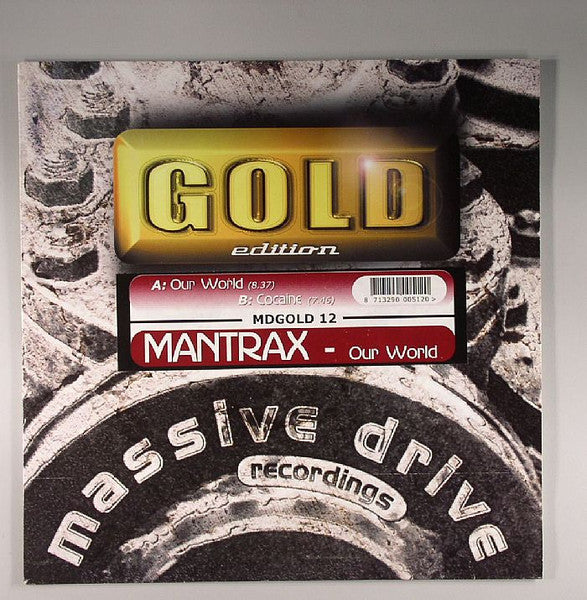 GOLD
edition
A: Our World (8.37)
B: Cocaine (7:46)
8 713290 005120 >
MDGOLD 12
MANTRAX - Our World
massive drive
recordings